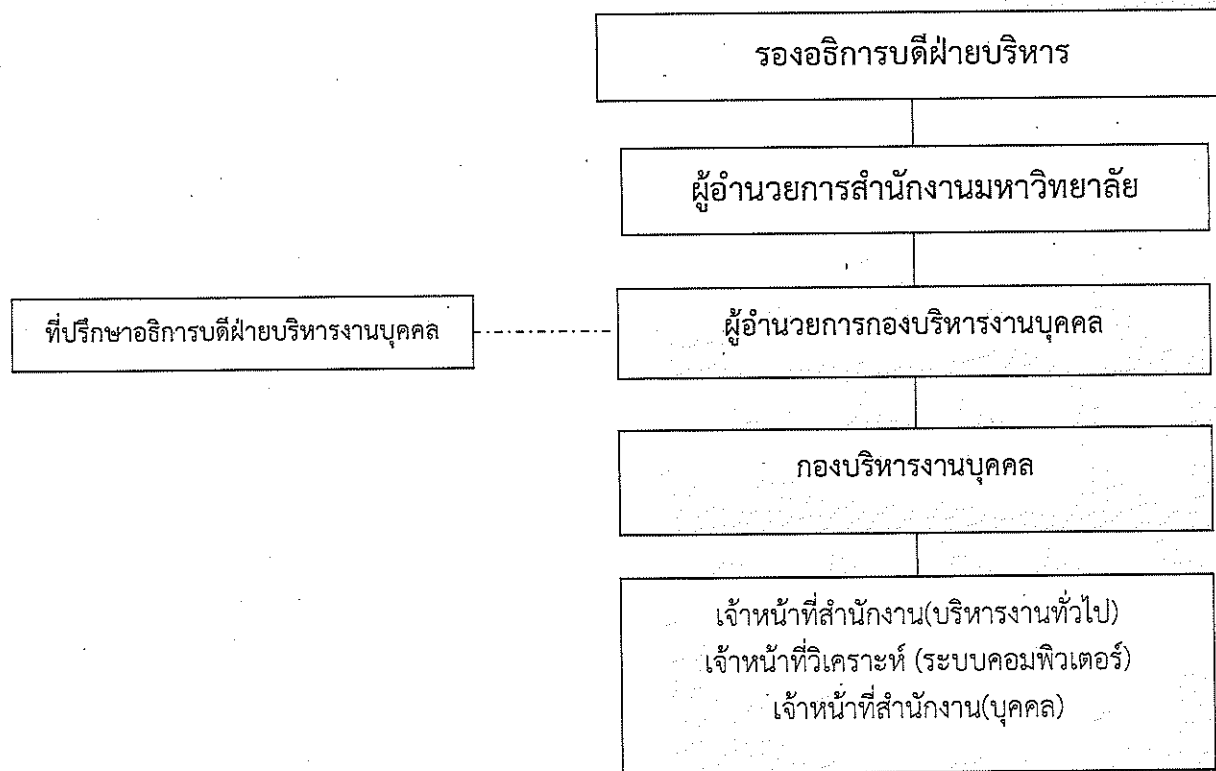 รองอธิการบดีฝ่ายบริหาร
ผู้อำนวยการสำนักงานมหาวิทยาลัย
ที่ปรึกษาอธิการบดีฝ่ายบริหารงานบุคคล
ผู้อำนวยการกองบริหารงานบุคคล
กองบริหารงานบุคคล
เจ้าหน้าที่สำนักงาน(บริหารงานทั่วไป)
เจ้าหน้าที่วิเคราะห์ (ระบบคอมพิวเตอร์)
เจ้าหน้าที่สำนักงาน(บุคคล)